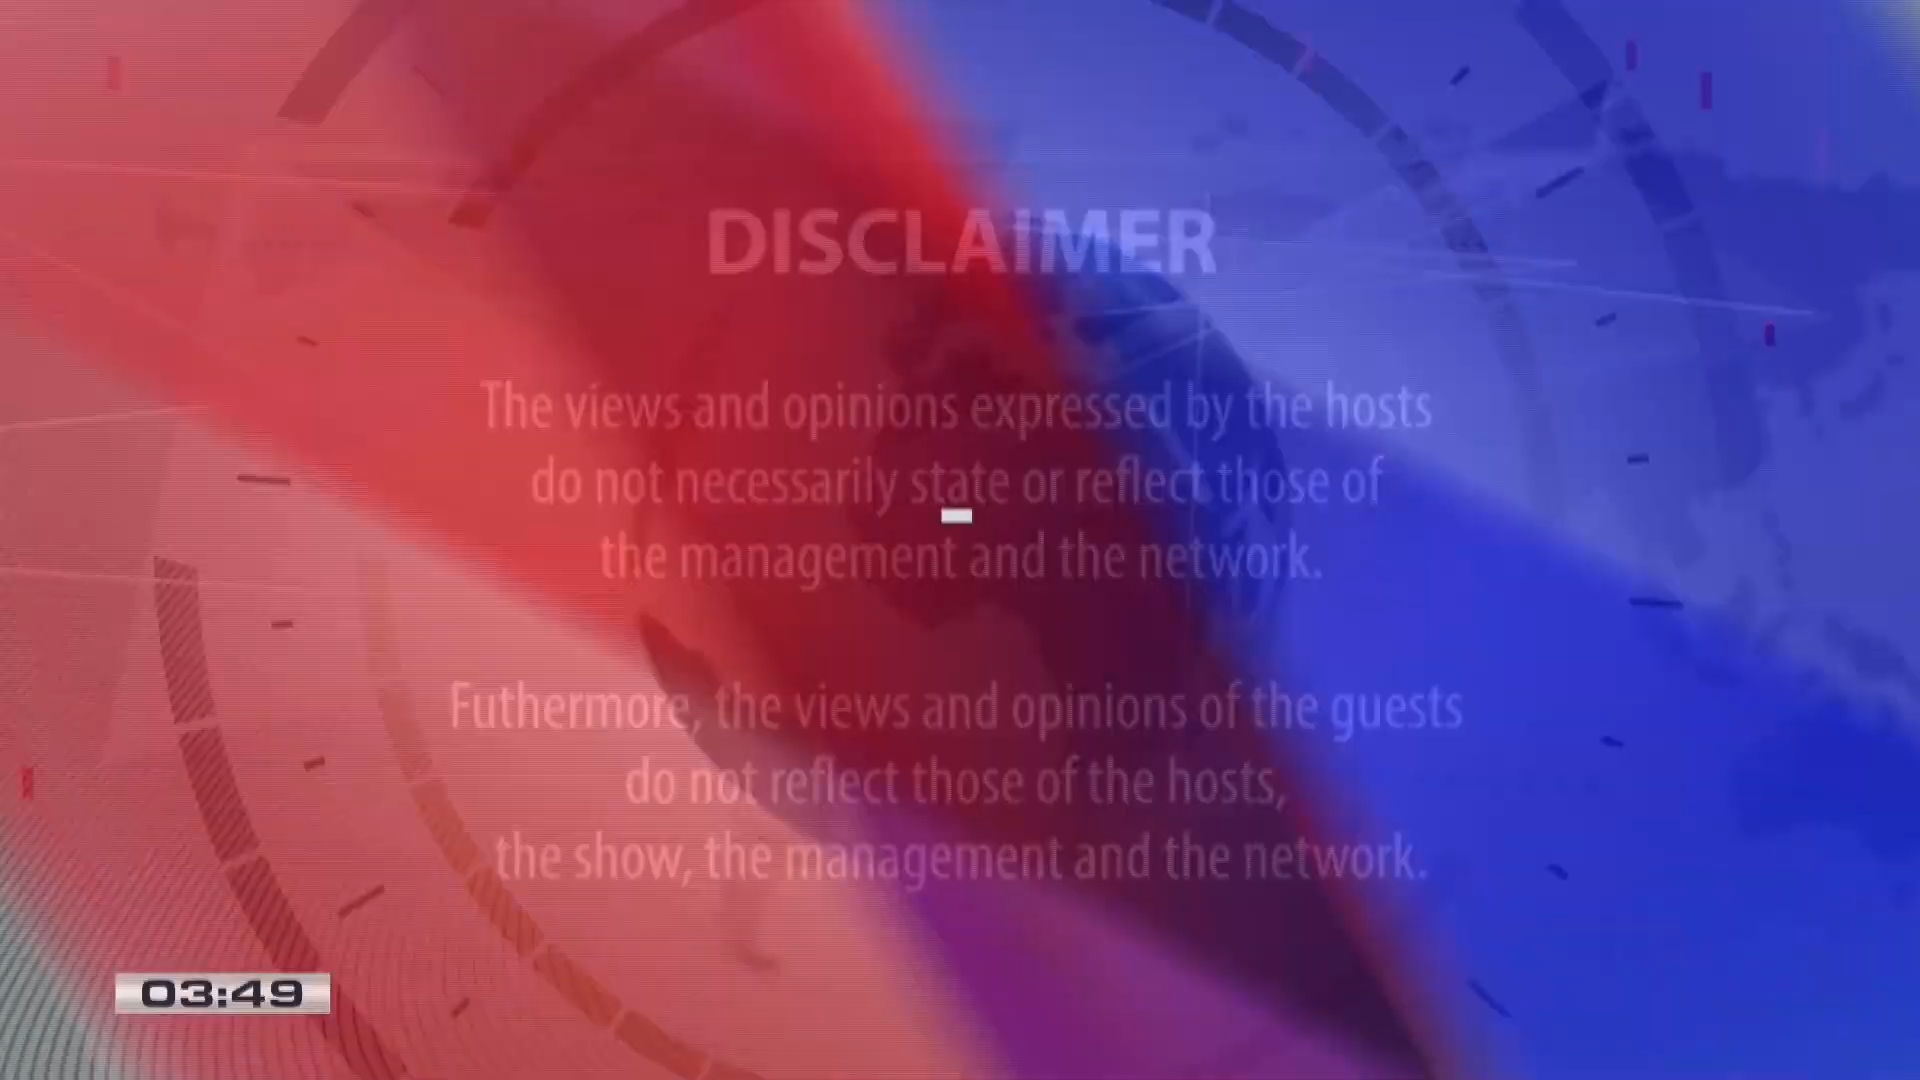 DISCLAIMER
The views and opinions expressed by the hosts
do not necessarily state or reflect those of
the management and the network.
Futhermore, the views and opinions of the guests
do not reflect those of the hosts,
the show, the management and the network.
03:49